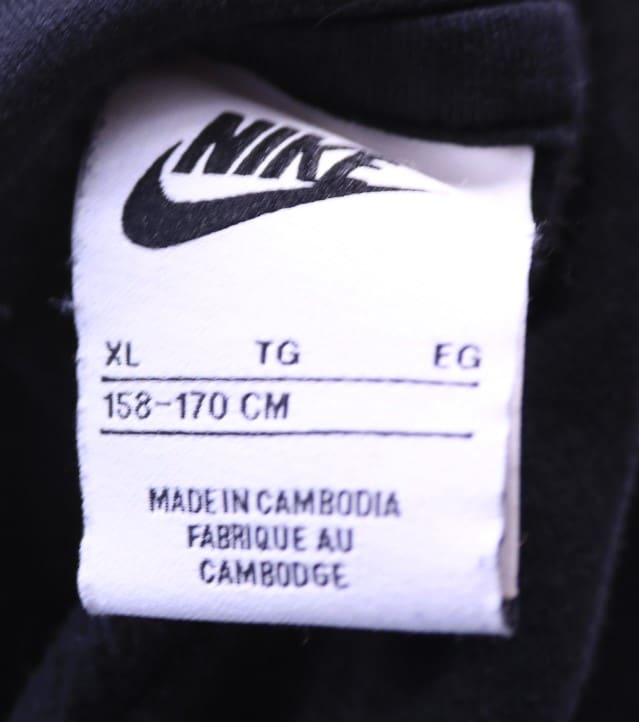 NIKE
XL TG EG
158-170 CM
MADE IN CAMBODIA
FABRIQUE AU
CAMBODGE